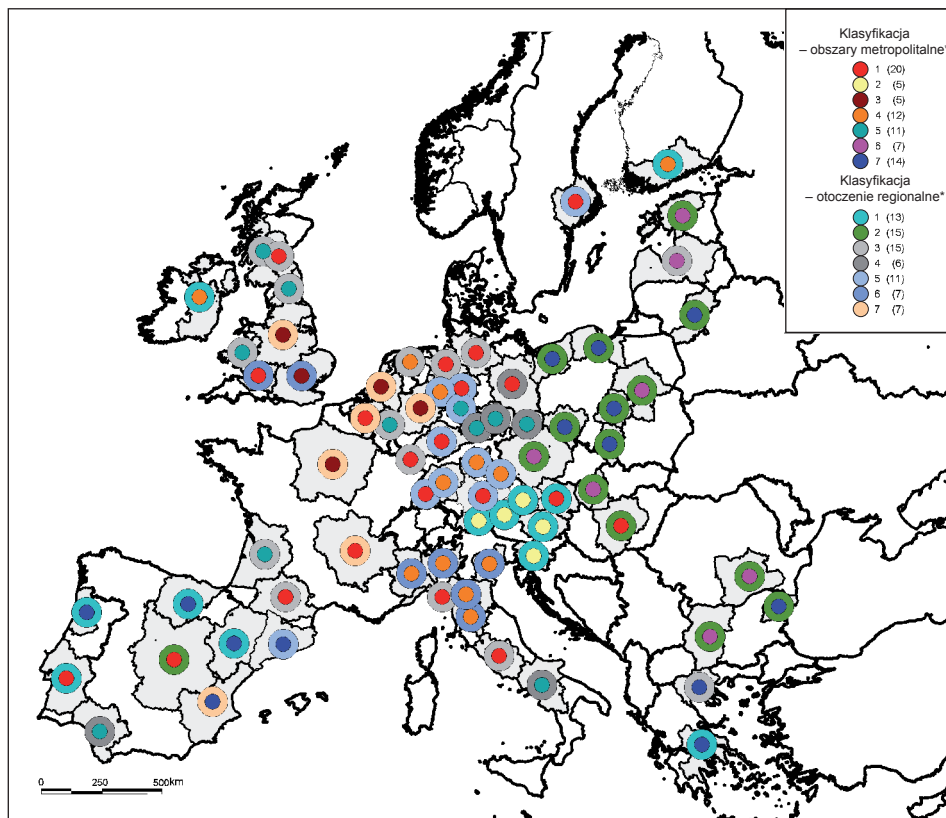 Klasyfikacja
– obszary metropolitalne*
1 (20)
2 (5)
3 (5)
4 (12)
5 (11)
6 (7)
7 (14)
Klasyfikacja
– otoczenie regionalne*
1 (13)
2 (15)
3 (15)
4 (6)
5 (11)
6 (7)
7 (7)
0 250 500km